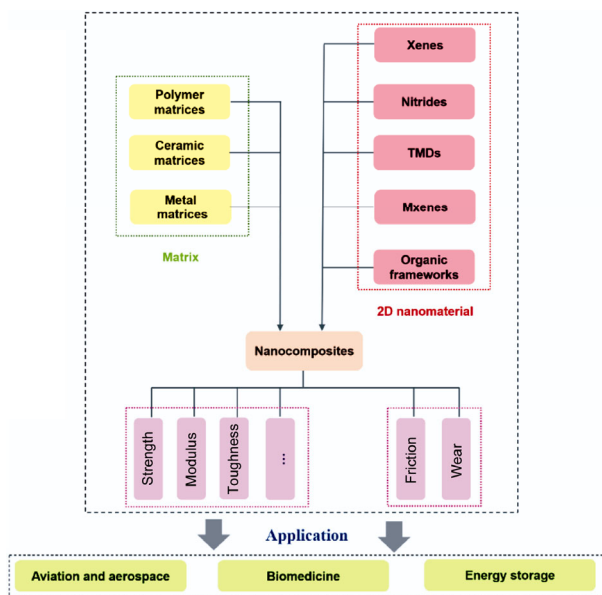 Xenes
Polymer
matrices
Nitrides
Ceramic
matrices
TMDs
Metal
matrices
Mxenes
Matrix
Organic
frameworks
2D nanomaterial
Nanocomposites
Strength
Modulus
Toughness
...
Friction
Wear
Application
Aviation and aerospace
Biomedicine
Energy storage